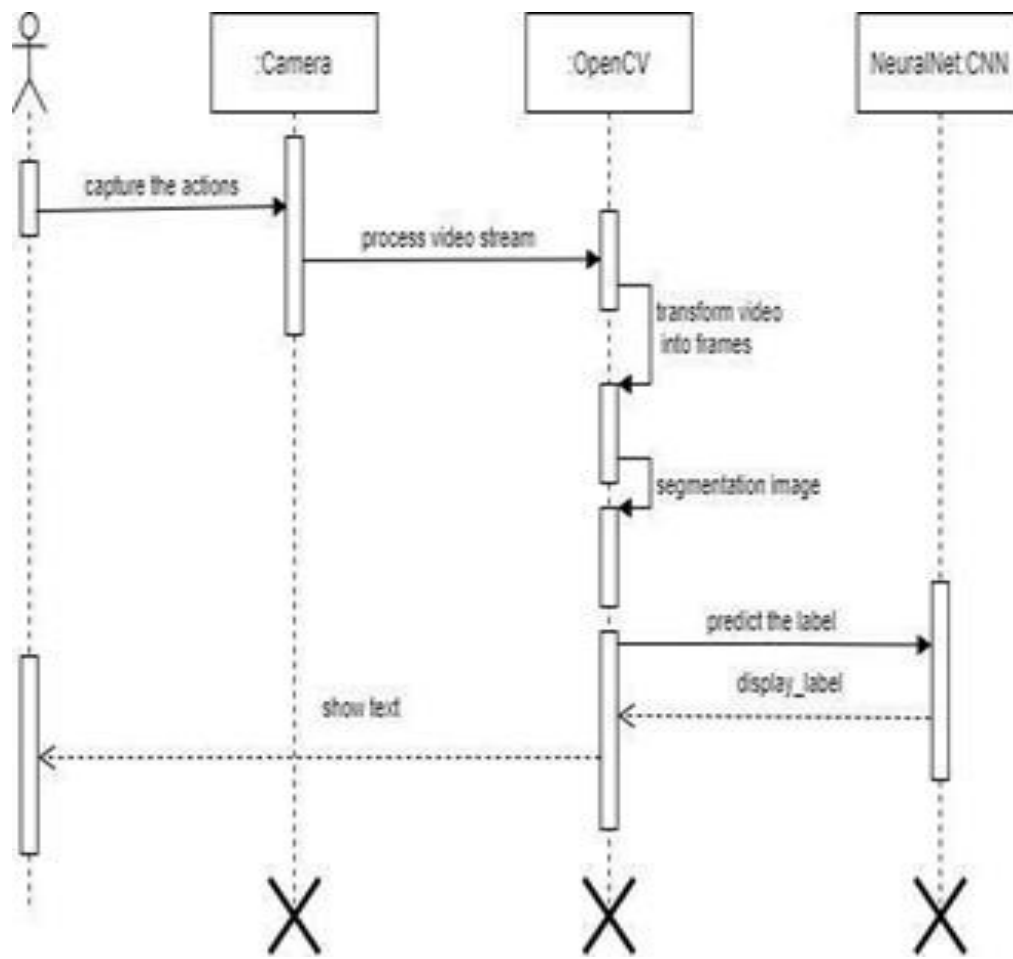 :Camera
:OpenCV
NeuralNet:CNN
capture the actions
process video stream
transform video
into frames
segmentation image
predict the label
display_label
show text